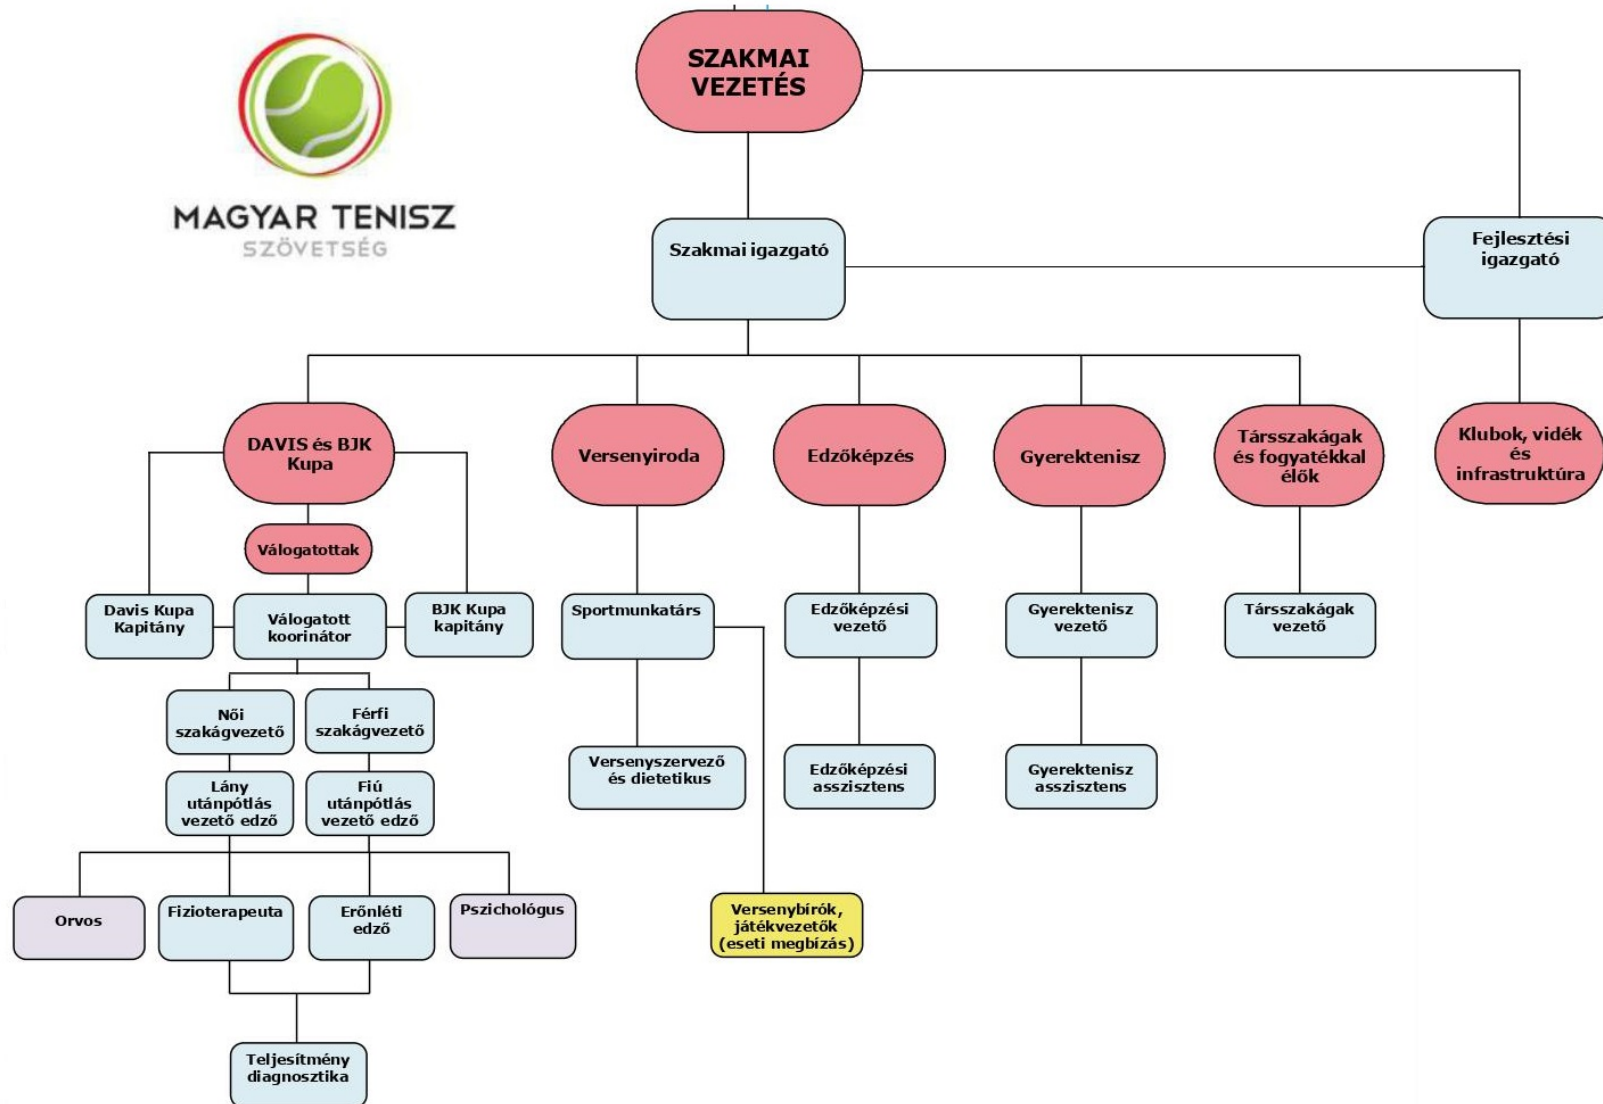 SZAKMAI
VEZETÉS
MAGYAR TENISZ
SZÖVETSÉG
Szakmai igazgató
Fejlesztési
igazgató
DAVIS és BJK
Kupa
Versenyiroda
Edzőképzés
Gyerektenisz
Társszakágak
és fogyatékkal
élők
Klubok, vidék
és
infrastruktúra
Válogatottak
Davis Kupa
Kapitány
Válogatott
koorinátor
BJK Kupa
kapitány
Sportmunkatárs
Edzőképzési
vezető
Gyerektenisz
vezető
Társszakágak
vezető
Női
szakágvezető
Férfi
szakágvezető
Versenyszervező
és dietetikus
Edzőképzési
asszisztens
Gyerektenisz
asszisztens
Lány
utánpótlás
vezető edző
Fiú
utánpótlás
vezető edző
Orvos
Fizioterapeuta
Erőnléti
edző
Pszichológus
Versenybírók,
játékvezetők
(eseti megbízás)
Teljesítmény
diagnosztika